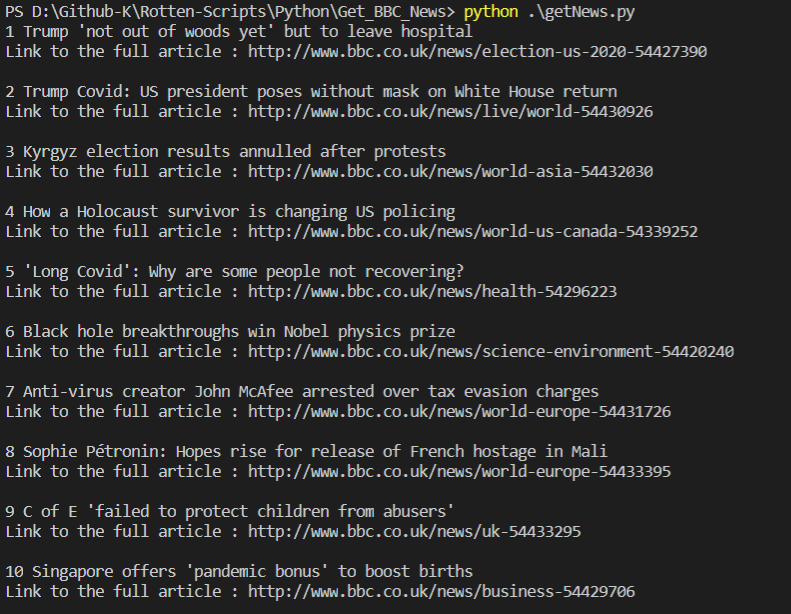 PS D:\Github-K\Rotten-Scripts\Python\Get_BBC_News> python .\getNews.py
1 Trump 'not out of woods yet' but to leave hospital
Link to the full article : http://www.bbc.co.uk/news/election-us-2020-54427390
2 Trump Covid: US president poses without mask on White House return
Link to the full article : http://www.bbc.co.uk/news/live/world-54430926
3 Kyrgyz election results annulled after protests
Link to the full article : http://www.bbc.co.uk/news/world-asia-54432030
4 How a Holocaust survivor is changing US policing
Link to the full article : http://www.bbc.co.uk/news/world-us-canada-54339252
5 'Long Covid': Why are some people not recovering?
Link to the full article : http://www.bbc.co.uk/news/health-54296223
6 Black hole breakthroughs win Nobel physics prize
Link to the full article : http://www.bbc.co.uk/news/science-environment-54420240
7 Anti-virus creator John McAfee arrested over tax evasion charges
Link to the full article : http://www.bbc.co.uk/news/world-europe-54431726
8 Sophie Pétronin: Hopes rise for release of French hostage in Mali
Link to the full article : http://www.bbc.co.uk/news/world-europe-54433395
9 C of E 'failed to protect children from abusers'
Link to the full article : http://www.bbc.co.uk/news/uk-54433295
10 Singapore offers 'pandemic bonus' to boost births
Link to the full article : http://www.bbc.co.uk/news/business-54429706